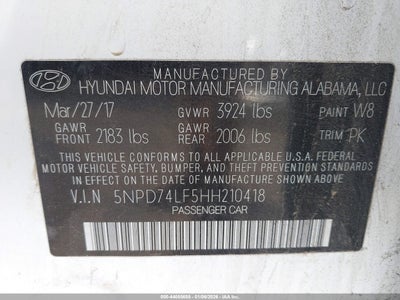 MANUFACTURED BY
HYUNDAI MOTOR MANUFACTURING ALABAMA, LLC
Mar/27/17 GVWR 3924 lbs PAINT W8
GAWR FRONT 2183 lbs GAWR REAR 2006 lbs TRIM PK
THIS VEHICLE CONFORMS TO ALL APPLICABLE U.S.A. FEDERAL
MOTOR VEHICLE SAFETY, BUMPER, AND THEFT PREVENTION
STANDARDS IN EFFECT ON THE DATE OF MANUFACTURE SHOWN ABOVE.
V.I.N 5NPD74LF5HH210418
PASSENGER CAR